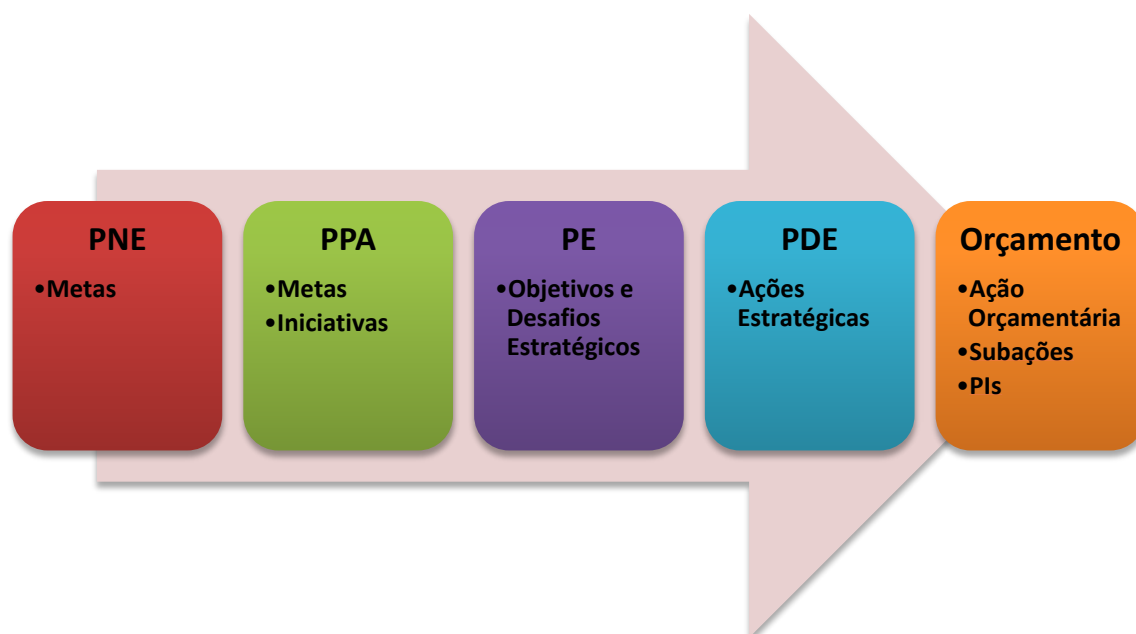 PNE
•Metas
PPA
•Metas
•Iniciativas
PE
•Objetivos e
Desafios
Estratégicos
PDE
•Ações
Estratégicas
Orçamento
•Ação
Orçamentária
•Subações
•PIs